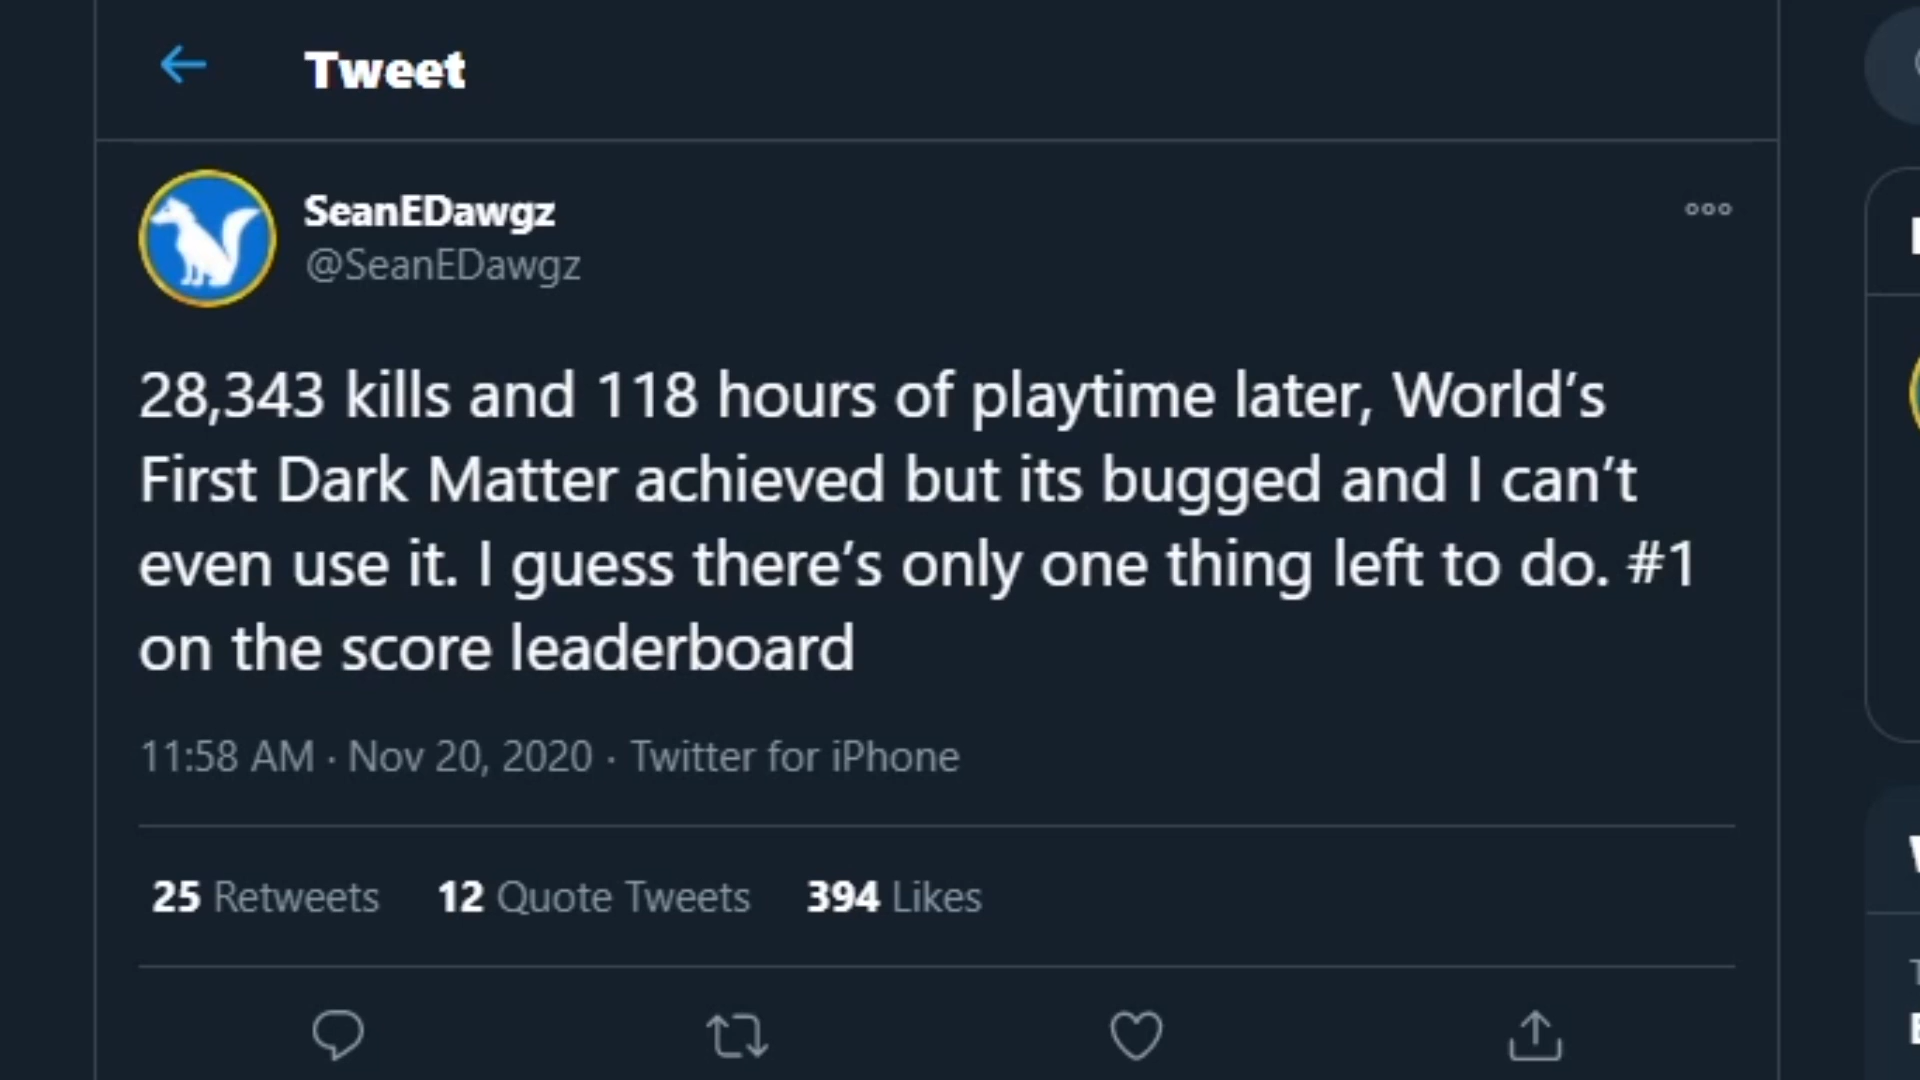 Tweet
SeanEDawgz
@SeanEDawgz
28,343 kills and 118 hours of playtime later, World’s
First Dark Matter achieved but its bugged and I can’t
even use it. I guess there’s only one thing left to do. #1
on the score leaderboard
11:58 AM · Nov 20, 2020 · Twitter for iPhone
25 Retweets 12 Quote Tweets 394 Likes